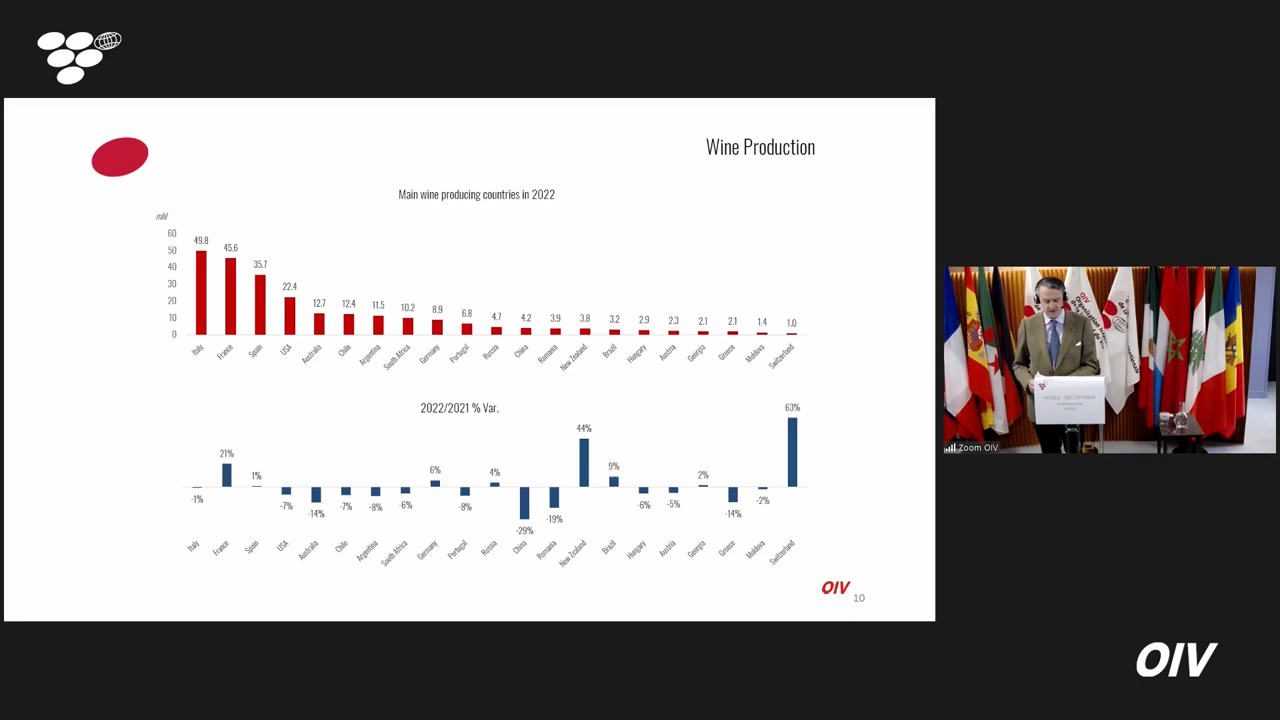 Wine Production
Main wine producing countries in 2022
mhl
60
50
40
30
20
10
0
49.8
45.6
35.7
22.4
12.7
12.4
11.5
10.2
8.9
6.8
4.7
4.2
3.9
3.8
3.2
2.9
2.3
2.1
2.1
1.4
1.0
Italy
France
Spain
USA
Australia
Chile
Argentina
South Africa
Germany
Portugal
Russia
China
Romania
New Zealand
Brazil
Hungary
Austria
Georgia
Greece
Moldova
Switzerland
2022/2021 % Var.
-1%
21%
1%
-7%
-14%
-7%
-8%
-6%
6%
-8%
4%
-29%
-19%
44%
9%
-6%
-5%
2%
-14%
-2%
63%
Italy
France
Spain
USA
Australia
Chile
Argentina
South Africa
Germany
Portugal
Russia
China
Romania
New Zealand
Brazil
Hungary
Austria
Georgia
Greece
Moldova
Switzerland
OIV
10
OIV
Zoom OIV
OIV